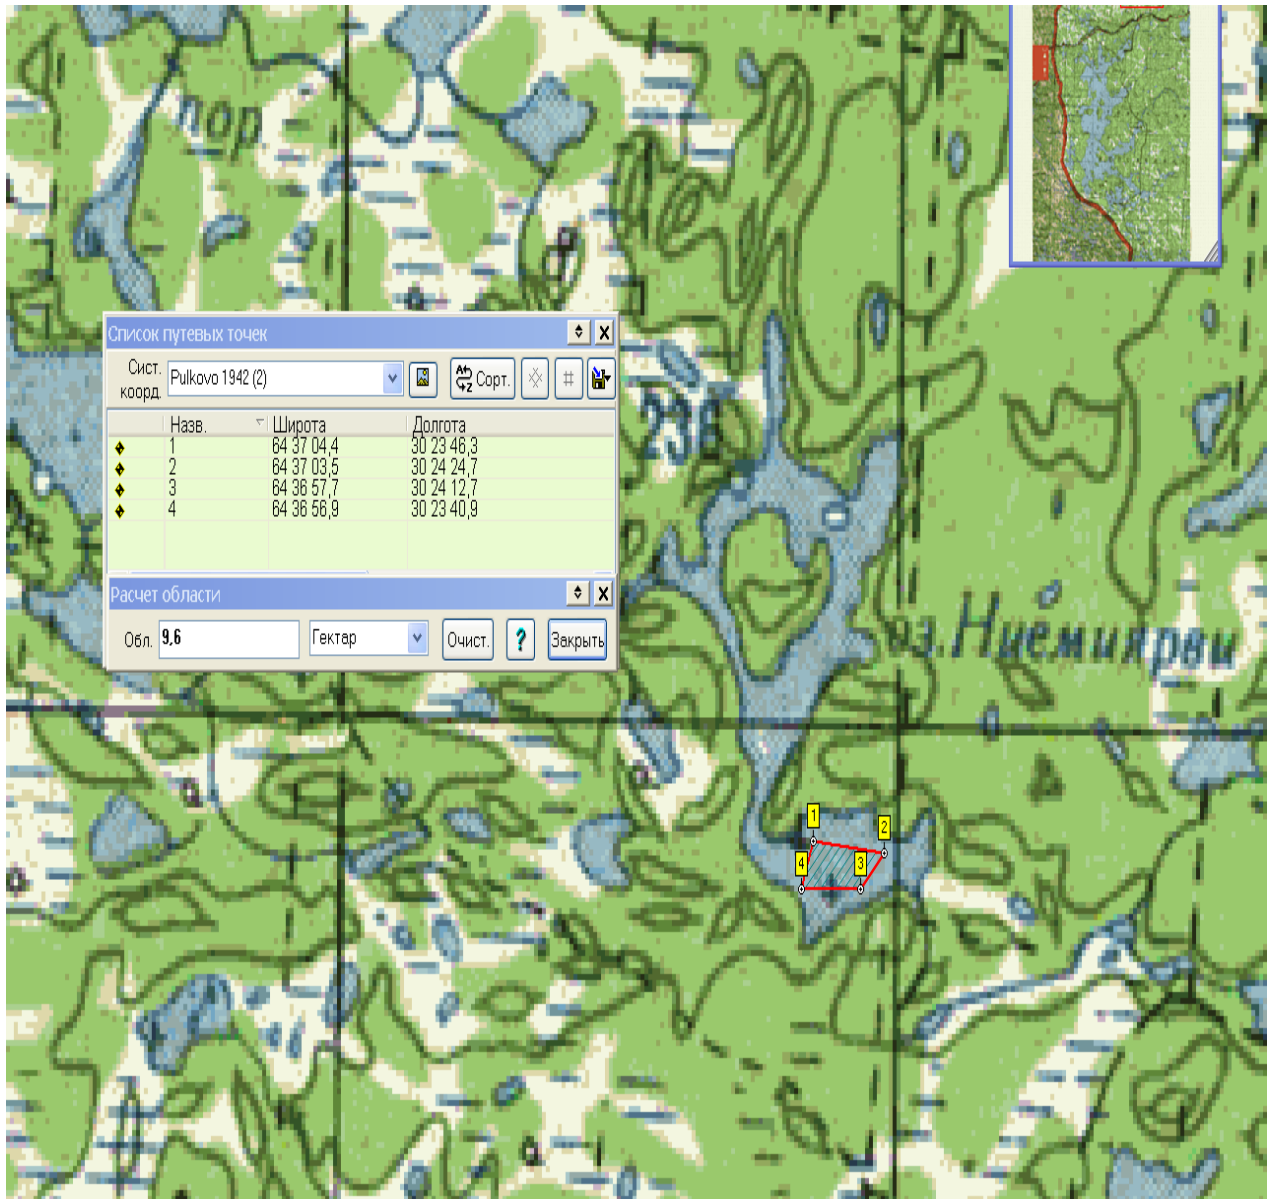 пор
Список путевых точек
Сист. коорд. Pulkovo 1942 (2) Сорт.
Назв. Широта Долгота
1 64 37 04,4 30 23 46,3
2 64 37 03,5 30 24 24,7
3 64 36 57,7 30 24 12,7
4 64 36 56,9 30 23 40,9
Расчет области
Обл. 9,6 Гектар Очист. ? Закрыть
оз.Ниемиярви
1
2
4 3